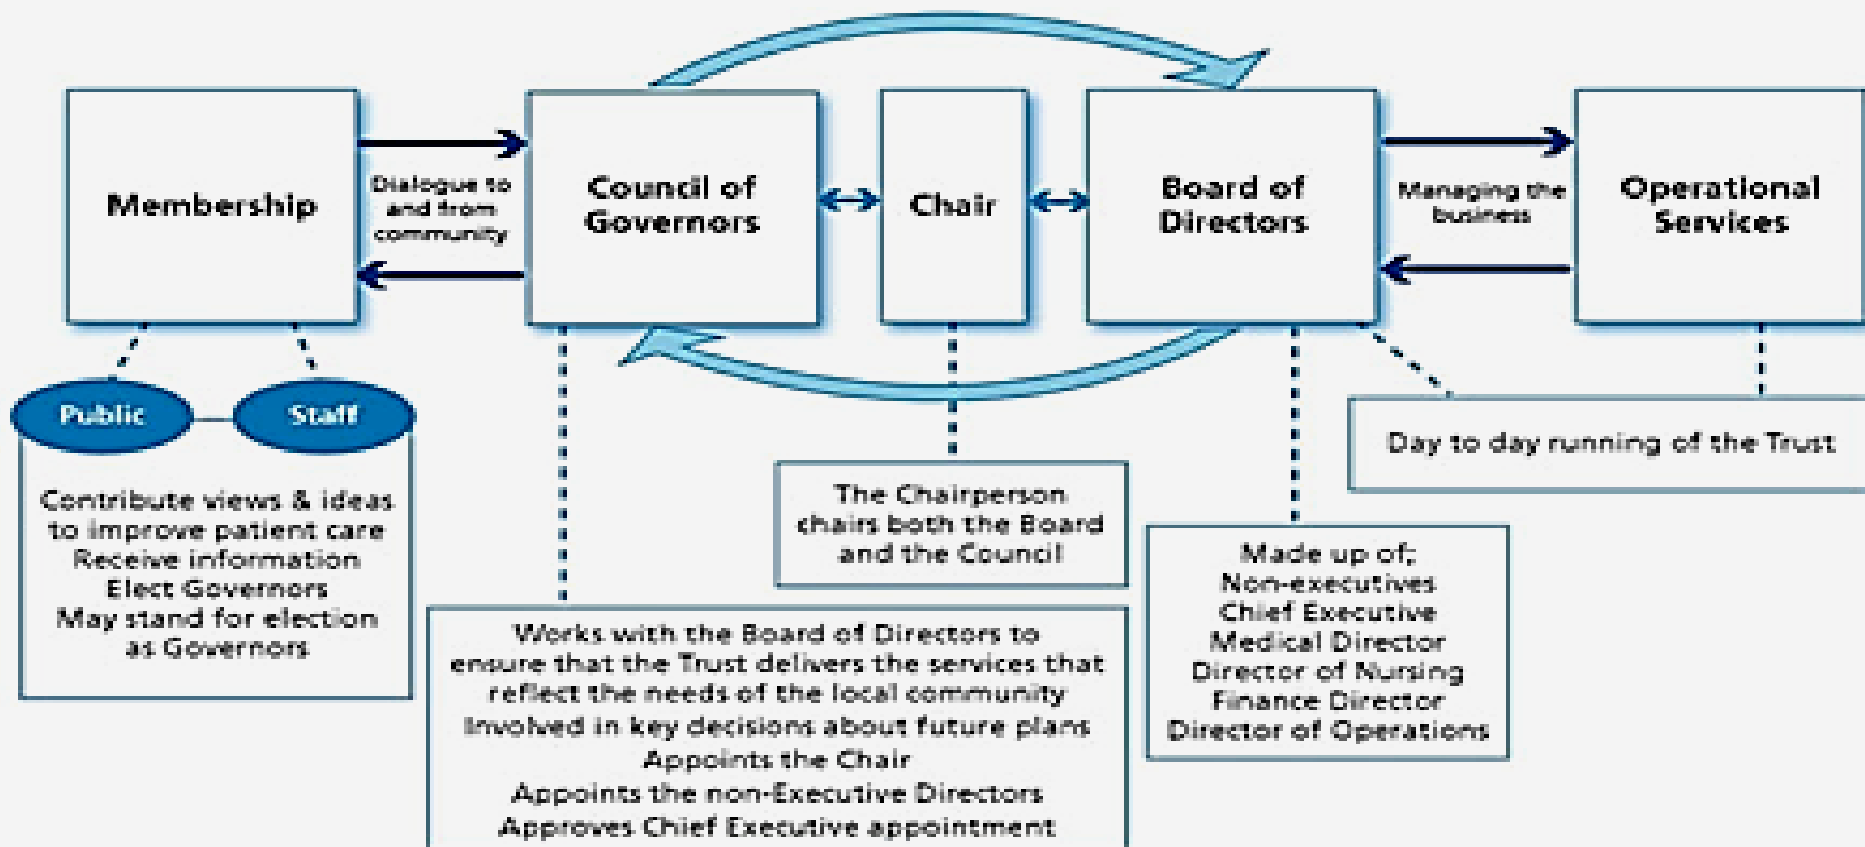 Membership
Dialogue to
and from
community
Council of
Governors
Chair
Board of
Directors
Managing the
business
Operational
Services
Public
Staff
Contribute views & ideas
to improve patient care
Receive information
Elect Governors
May stand for election
as Governors
Works with the Board of Directors to
ensure that the Trust delivers the services that
reflect the needs of the local community
Involved in key decisions about future plans
Appoints the Chair
Appoints the non-Executive Directors
Approves Chief Executive appointment
The Chairperson
chairs both the Board
and the Council
Made up of;
Non-executives
Chief Executive
Medical Director
Director of Nursing
Finance Director
Director of Operations
Day to day running of the Trust